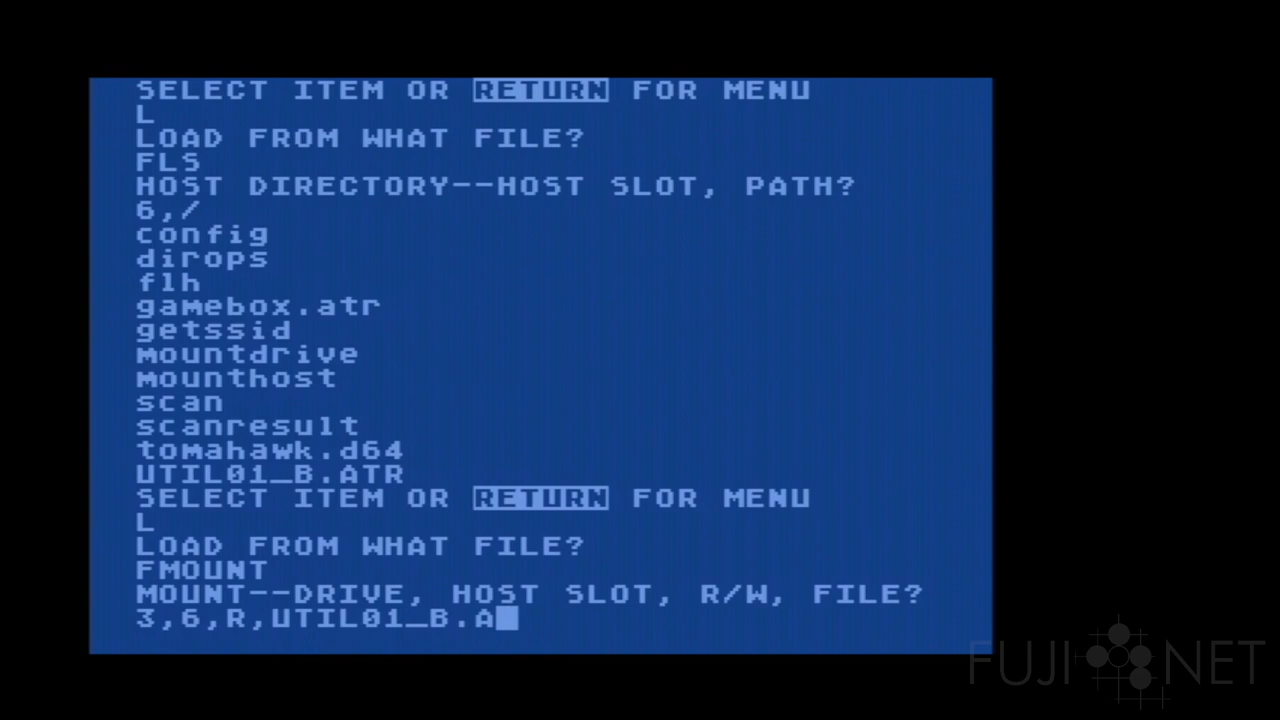 SELECT ITEM OR RETURN FOR MENU
L
LOAD FROM WHAT FILE?
FLS
HOST DIRECTORY--HOST SLOT, PATH?
6,/
config
dirops
flh
gamebox.atr
getssid
mountdrive
mounthost
scan
scanresult
tomahawk.d64
UTIL01_B.ATR
SELECT ITEM OR RETURN FOR MENU
L
LOAD FROM WHAT FILE?
FMOUNT
MOUNT--DRIVE, HOST SLOT, R/W, FILE?
3,6,R,UTIL01_B.A
FUJI NET